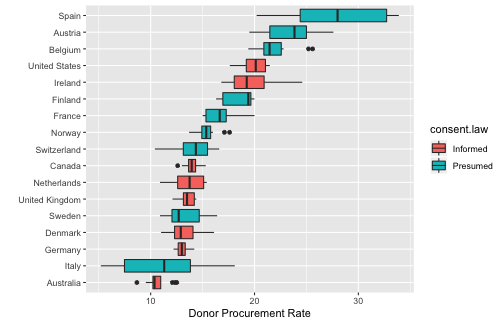 Spain
Austria
Belgium
United States
Ireland
Finland
France
Norway
Switzerland
Canada
Netherlands
United Kingdom
Sweden
Denmark
Germany
Italy
Australia
10 20 30
Donor Procurement Rate
consent.law
Informed
Presumed